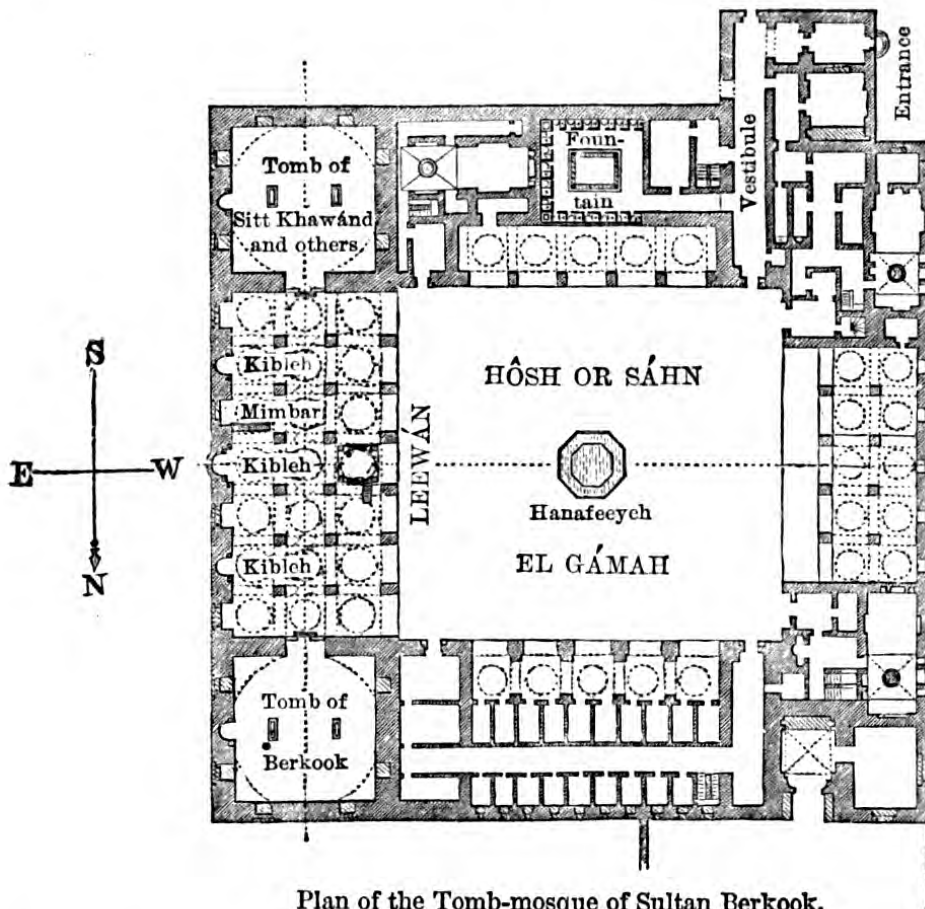 Entrance
Vestibule
Foun-
tain
Tomb of
Sitt Khawánd
and others
Kibleh
Mimbar
Kibleh
Kibleh
LEEWÁN
HÔSH OR SÁHN
Hanafeeyeh
EL GÁMAH
S
E
W
N
Tomb of
Berkook
Plan of the Tomb-mosque of Sultan Berkook.